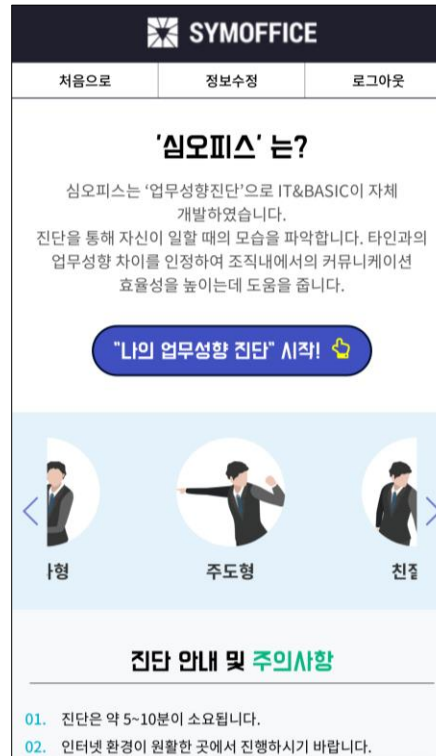 SYMOFFICE
처음으로 정보수정 로그아웃
'심오피스' 는?
심오피스는 ‘업무성향진단’으로 IT&BASIC이 자체
개발하였습니다.
진단을 통해 자신이 일할 때의 모습을 파악합니다. 타인과의
업무성향 차이를 인정하여 조직내에서의 커뮤니케이션
효율성을 높이는데 도움을 줍니다.
"나의 업무성향 진단" 시작!
형 주도형 친절
진단 안내 및 주의사항
01. 진단은 약 5~10분이 소요됩니다.
02. 인터넷 환경이 원활한 곳에서 진행하시기 바랍니다.